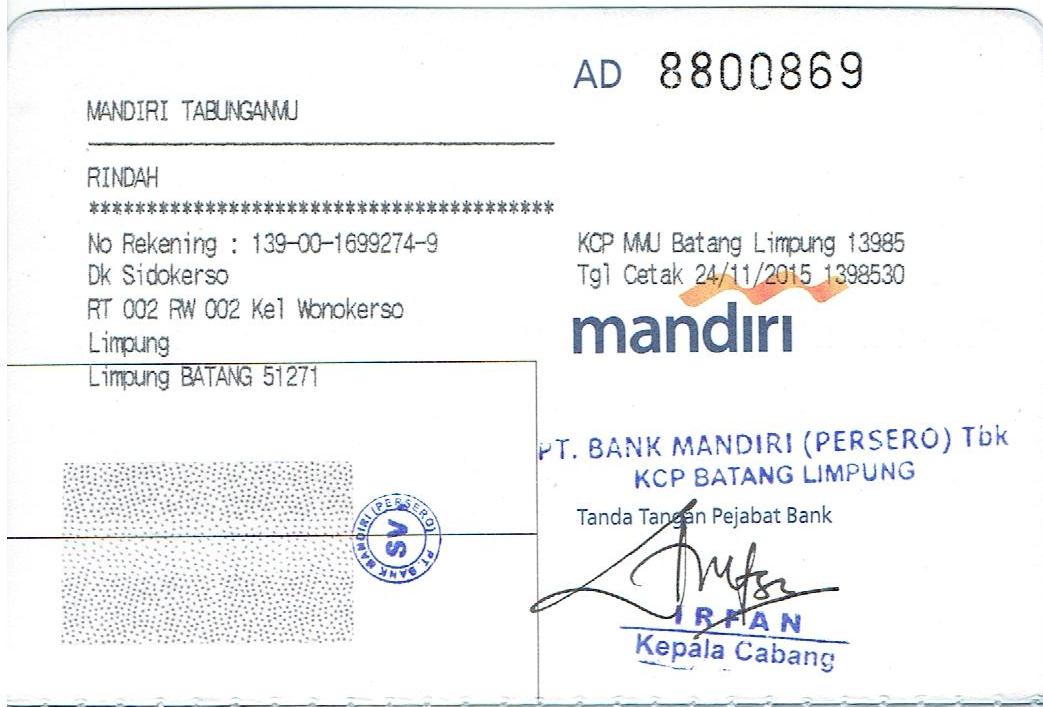 AD 8800869
MANDIRI TABUNGANMU
RINDAH
****************************************
No Rekening : 139-00-1699274-9
Dk Sidokerso
RT 002 RW 002 Kel Wonokerso
Limpung
Limpung BATANG 51271
KCP MMU Batang Limpung 13985
Tgl Cetak 24/11/2015 1398530
mandiri
PT. BANK MANDIRI (PERSERO) Tbk
KCP BATANG LIMPUNG
Tanda Tangan Pejabat Bank
IRFAN
Kepala Cabang
PT. BANK MANDIRI (PERSERO)
SV